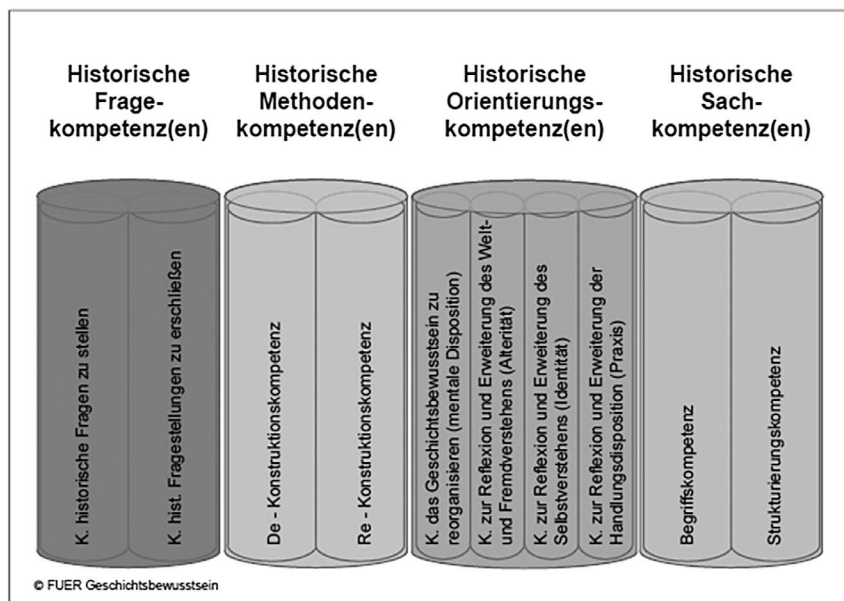 Historische
Frage-
kompetenz(en)
Historische
Methoden-
kompetenz(en)
Historische
Orientierungs-
kompetenz(en)
Historische
Sach-
kompetenz(en)
K. historische Fragen zu stellen
K. hist. Fragestellungen zu erschließen
De - Konstruktionskompetenz
Re - Konstruktionskompetenz
K. das Geschichtsbewusstsein zu
reorganisieren (mentale Disposition)
K. zur Reflexion und Erweiterung des Welt-
und Fremdverstehens (Alterität)
K. zur Reflexion und Erweiterung des
Selbstverstehens (Identität)
K. zur Reflexion und Erweiterung der
Handlungsdisposition (Praxis)
Begriffskompetenz
Strukturierungskompetenz
© FUER Geschichtsbewusstsein